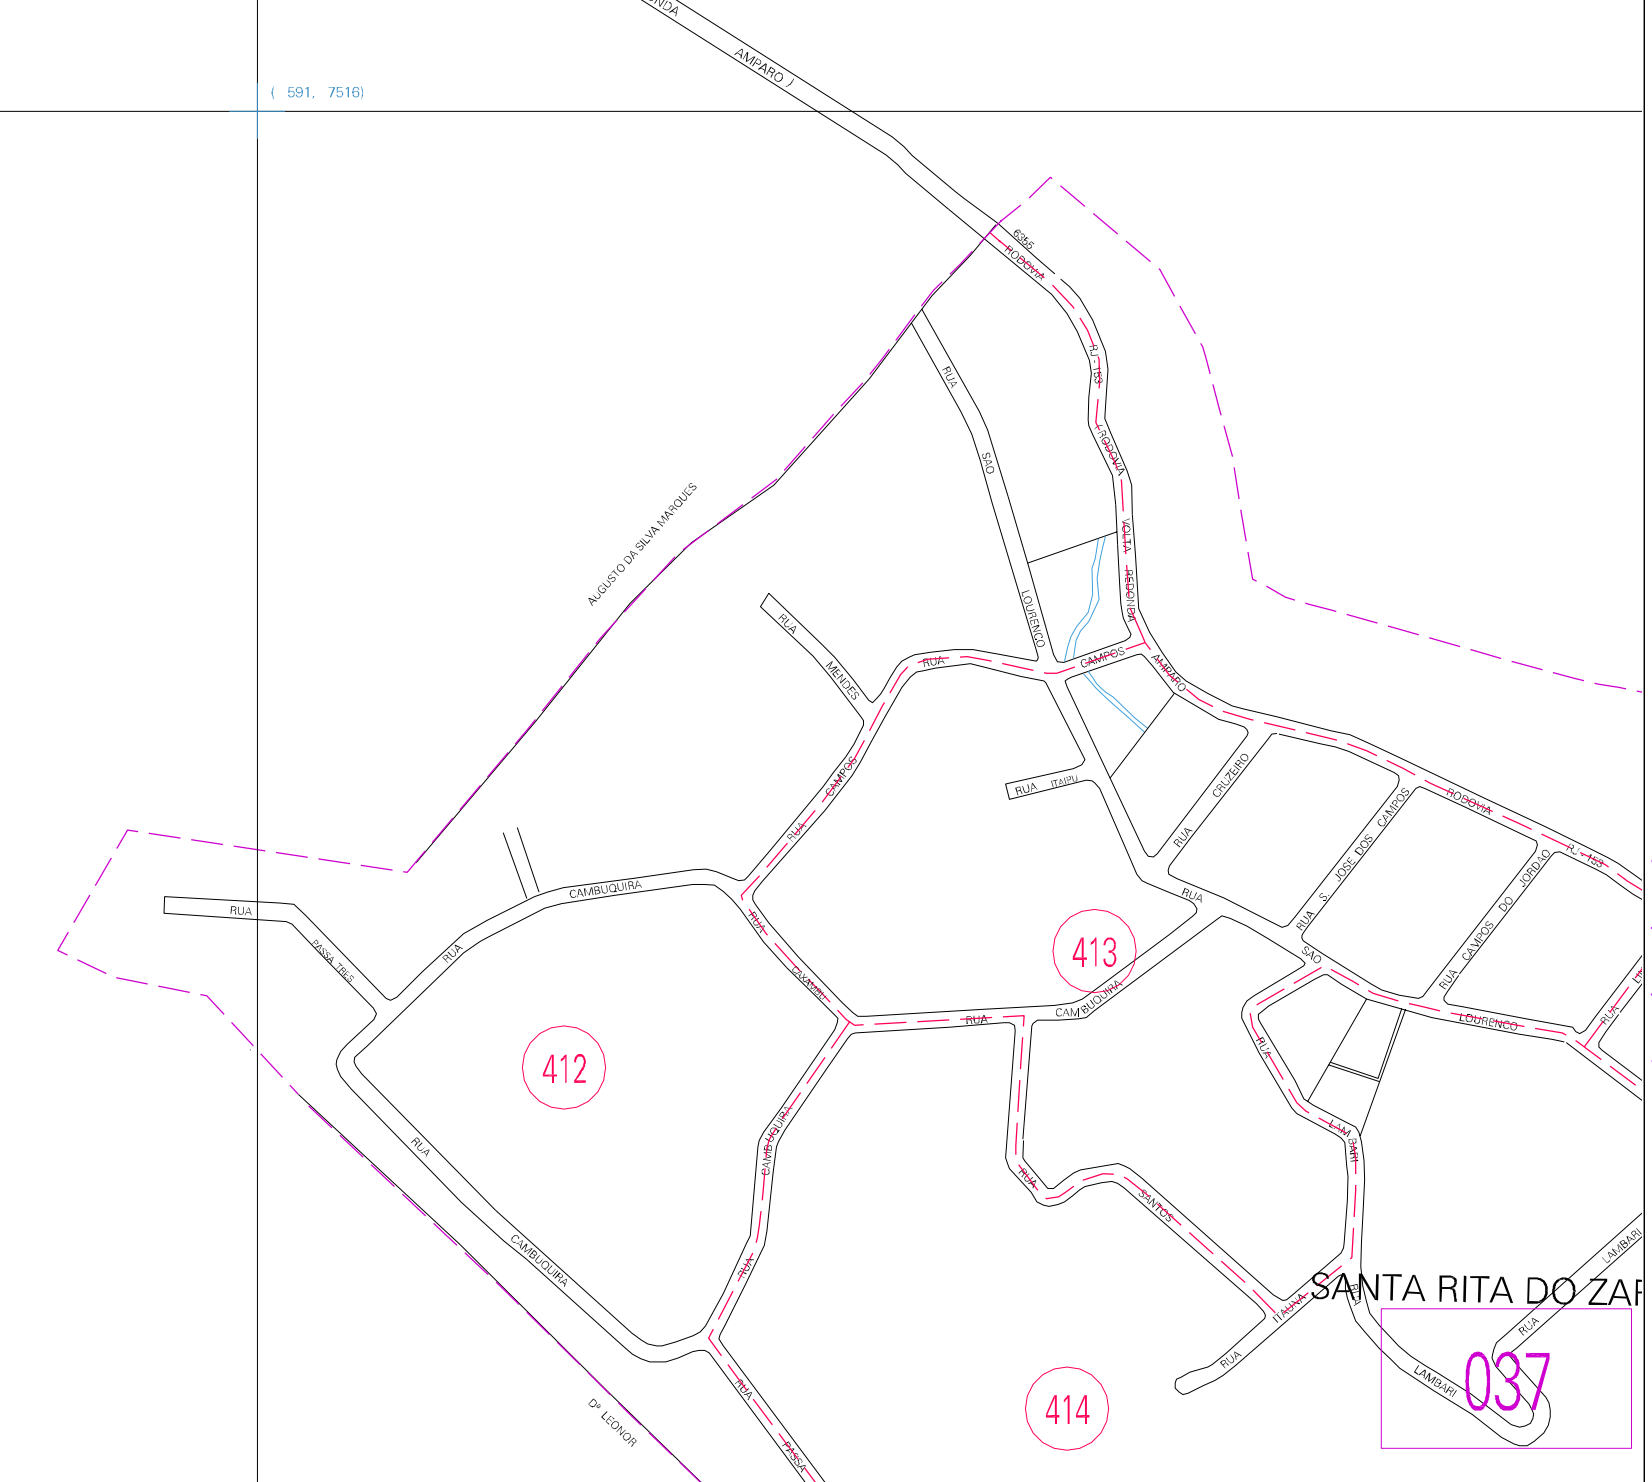 AMPARO )
( 591, 7516)
6355
RODOVIA
RJ - 153
( RODOVIA
VOLTA
REDONDA
AMPARO
RUA
SAO
LOURENCO
AUGUSTO DA SILVA MARQUES
RUA
MENDES
RUA
CAMPOS
RUA
CAMPOS
RUA ITAIPU
RUA
CRUZEIRO
RODOVIA
RJ - 153
RUA S. JOSE DOS CAMPOS
RUA CAMPOS DO JORDAO
RUA
RUA
SAO
LOURENCO
RUA
PASSA TRES
RUA
CAMBUQUIRA
RUA
CAXAMBU
413
RUA
CAMBUQUIRA
412
RUA
LAMBARI
RUA
CAMBUQUIRA
CAMBUQUIRA
RUA
RUA
SANTOS
RUA
ITAUNA
RUA
LAMBARI
RUA
LAMBARI
SANTA RITA DO ZAR
037
RUA
PASSA
Dª LEONOR
414